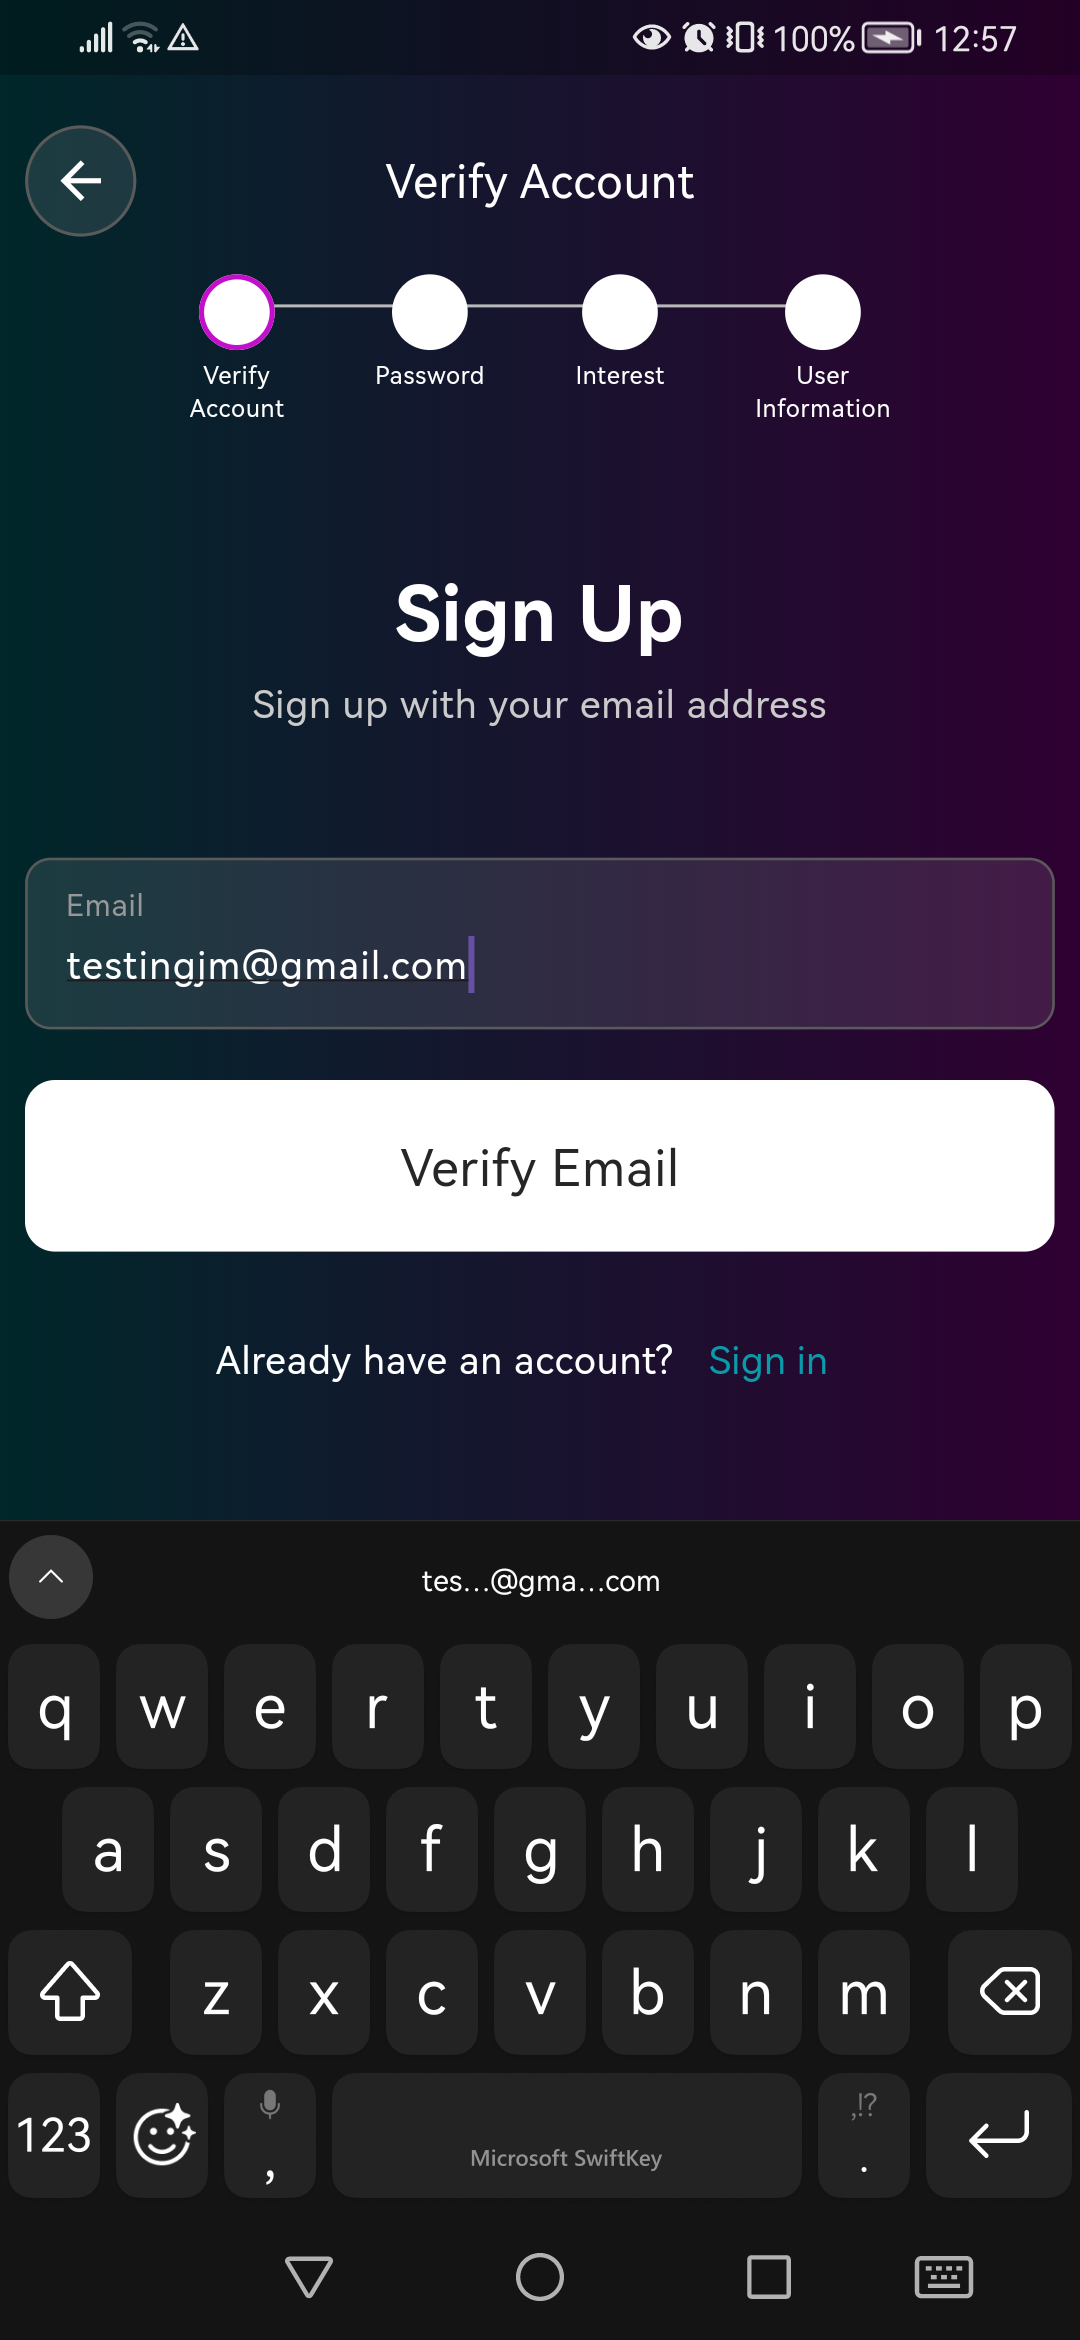 100% 12:57
Verify Account
Verify
Account
Password
Interest
User
Information
Sign Up
Sign up with your email address
Email
testingjm@gmail.com
Verify Email
Already have an account? Sign in
tes...@gma...com
q w e r t y u i o p
a s d f g h j k l
z x c v b n m
123 , Microsoft SwiftKey ,!? .